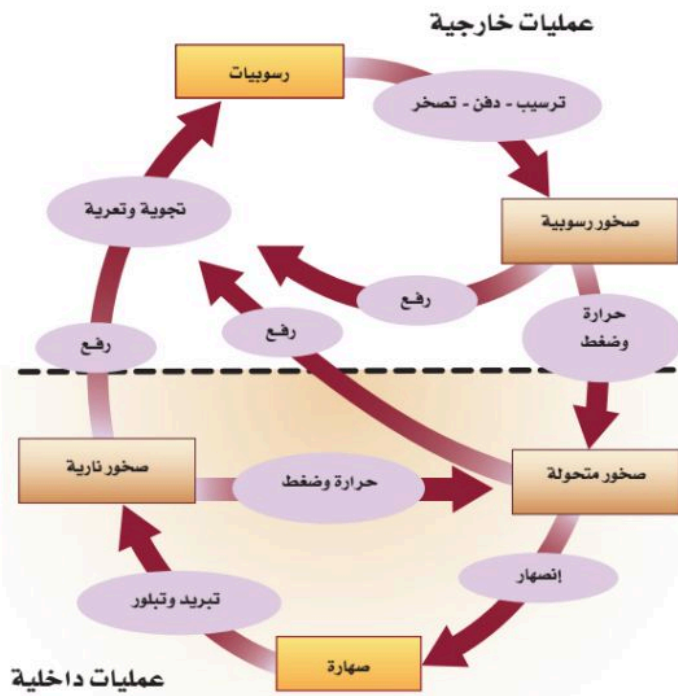 عمليات خارجية
رسوبيات
ترسيب - دفن - تصخر
تجوية وتعرية
صخور رسوبية
رفع
حرارة
وضغط
رفع
رفع
صخور نارية
حرارة وضغط
صخور متحولة
إنصهار
تبريد وتبلور
صهارة
عمليات داخلية